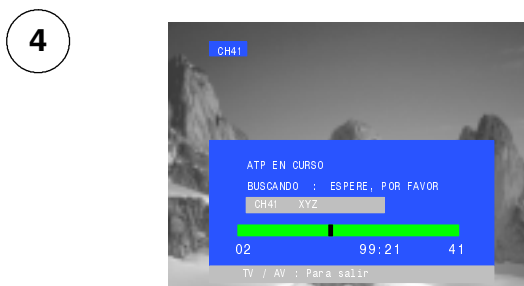 4
CH41
ATP EN CURSO
BUSCANDO : ESPERE, POR FAVOR
CH41 XYZ
02 99:21 41
TV / AV : Para salir